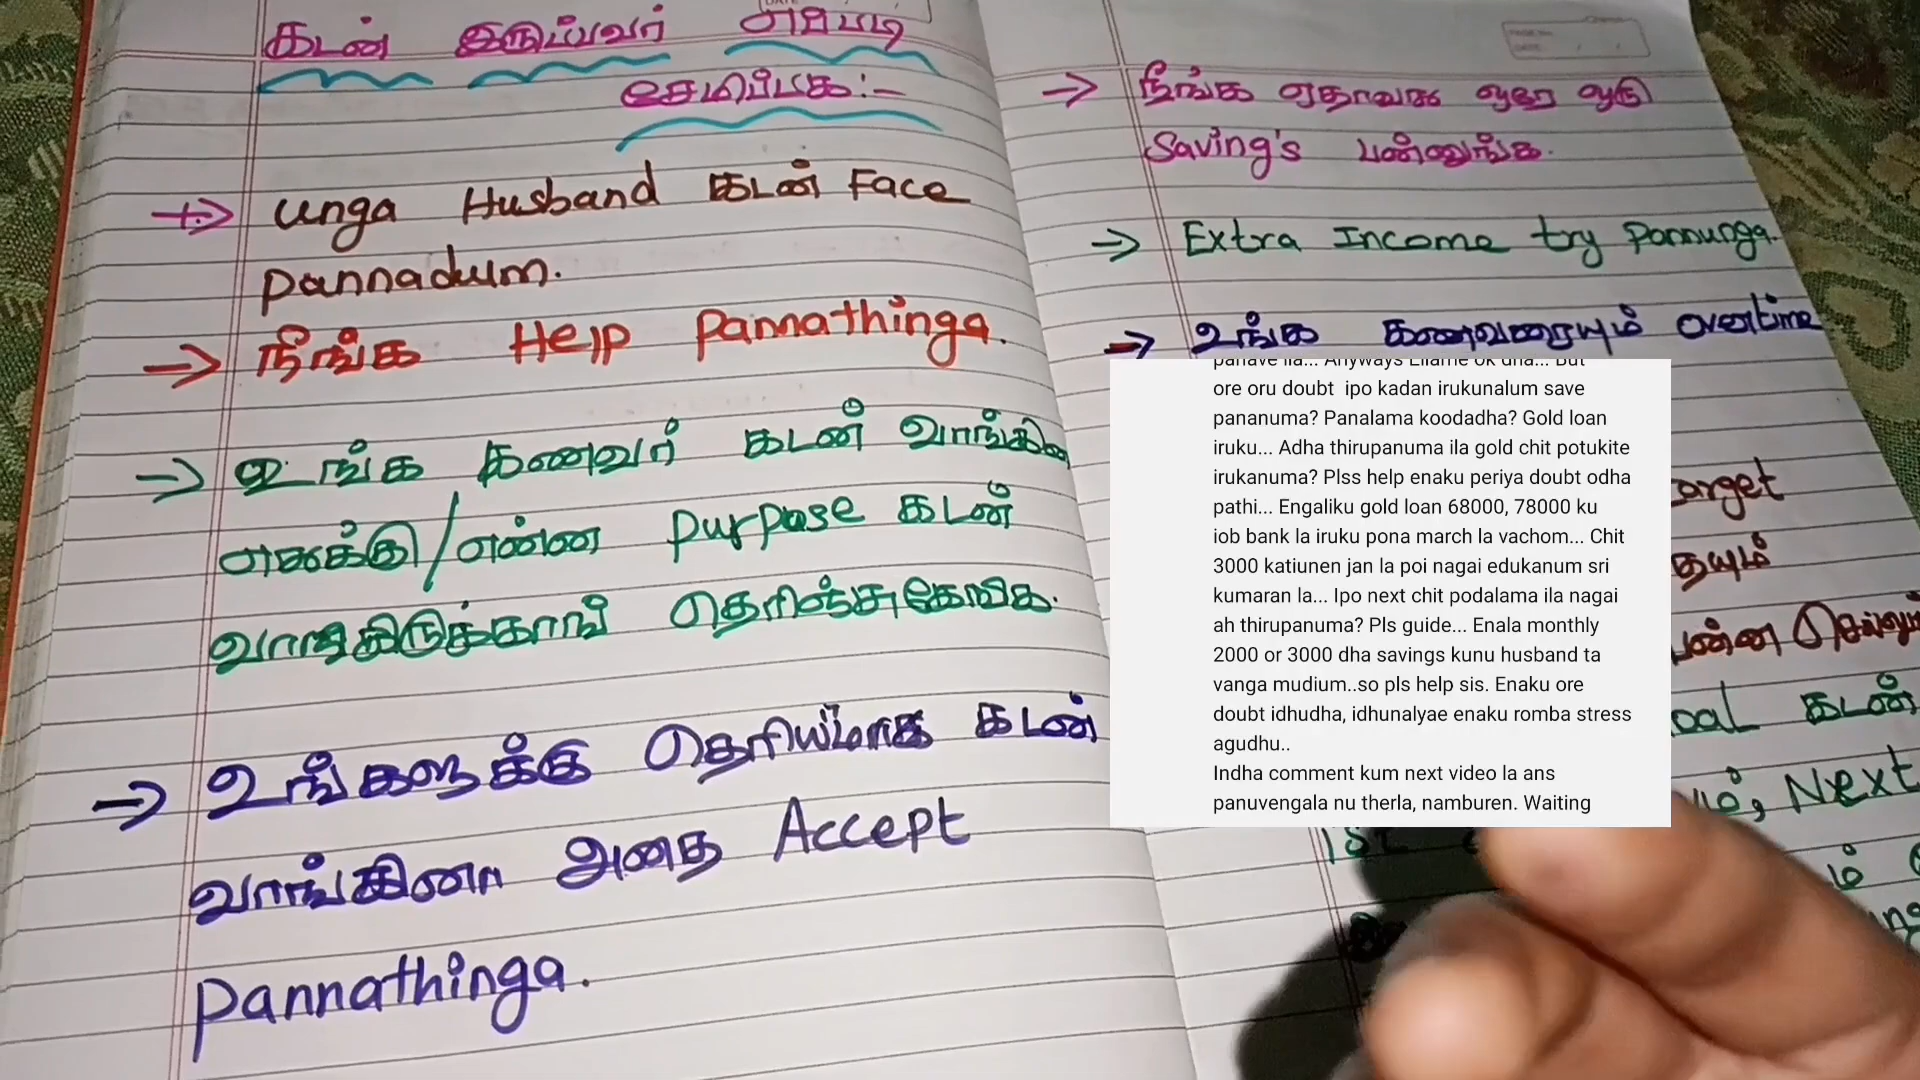 கடன் இருப்பவர் எப்படி
சேமிப்பது:-
unga Husband கடன் Face
pannadum.
நீங்க Help pannathinga.
உங்க கணவர் கடன் வாங்கின
எதுக்கு/என்ன purpose கடன்
தெரிஞ்சுகோங்க.
உங்களுக்கு தெரியாம கடன்
வாங்கினா அதை Accept
pannathinga.
நீங்க ஏதாவது ஒரே ஒரு
Saving's பண்ணுங்க.
Extra Income try pannunga.
உங்க கணவரையும் overtime
ore oru doubt ipo kadan irukunalum save
pananuma? Panalama koodadha? Gold loan
iruku... Adha thirupanuma ila gold chit potukite
irukanuma? Plss help enaku periya doubt odha
pathi... Engaliku gold loan 68000, 78000 ku
iob bank la iruku pona march la vachom... Chit
3000 katiunen jan la poi nagai edukanum sri
kumaran la... Ipo next chit podalama ila nagai
ah thirupanuma? Pls guide... Enala monthly
2000 or 3000 dha savings kunu husband ta
vanga mudium..so pls help sis. Enaku ore
doubt idhudha, idhunalyae enaku romba stress
agudhu..
Indha comment kum next video la ans
panuvengala nu therla, namburen. Waiting
கடன்
Next